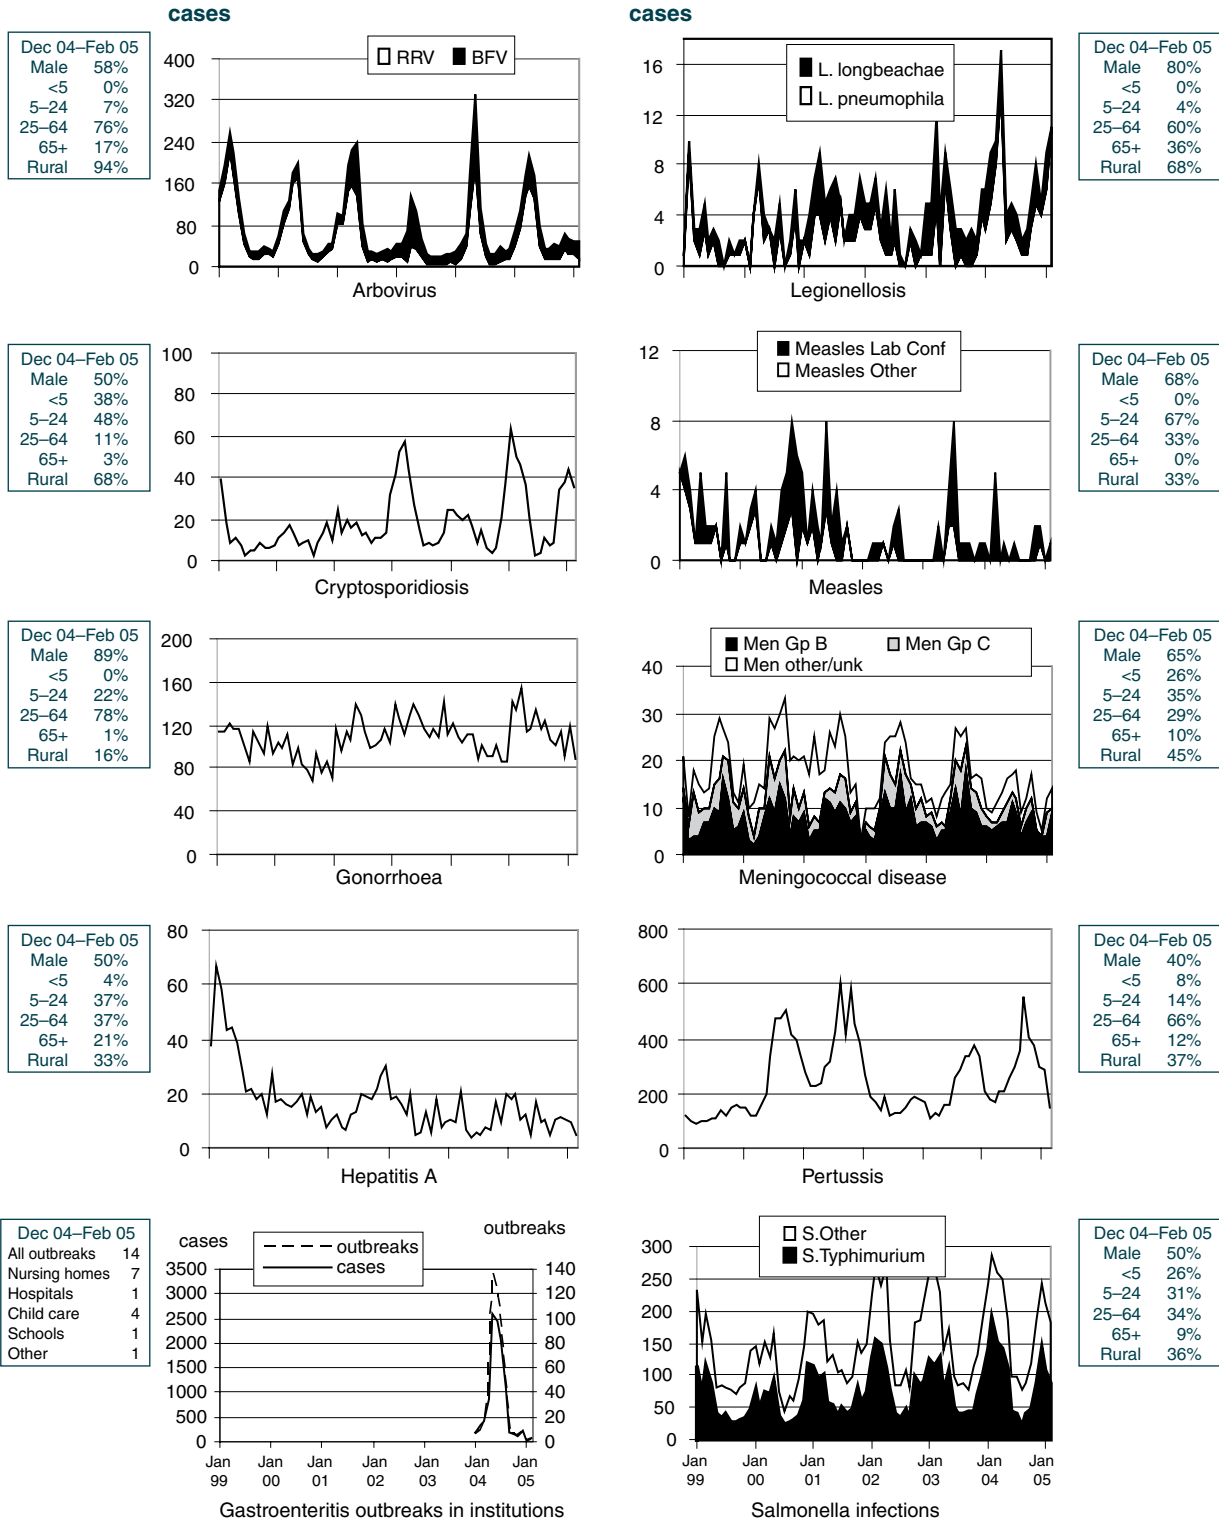 cases
Dec 04–Feb 05
Male 58%
<5 0%
5–24 7%
25–64 76%
65+ 17%
Rural 94%
RRV BFV
400
320
240
160
80
0
Arbovirus
Dec 04–Feb 05
Male 50%
<5 38%
5–24 48%
25–64 11%
65+ 3%
Rural 68%
100
80
60
40
20
0
Cryptosporidiosis
Dec 04–Feb 05
Male 89%
<5 0%
5–24 22%
25–64 78%
65+ 1%
Rural 16%
200
160
120
80
40
0
Gonorrhoea
Dec 04–Feb 05
Male 50%
<5 4%
5–24 37%
25–64 37%
65+ 21%
Rural 33%
80
60
40
20
0
Hepatitis A
Dec 04–Feb 05
All outbreaks 14
Nursing homes 7
Hospitals 1
Child care 4
Schools 1
Other 1
cases
outbreaks
outbreaks
cases
3500
3000
2500
2000
1500
1000
500
0
140
120
100
80
60
40
20
0
Jan Jan Jan Jan Jan Jan Jan
99 00 01 02 03 04 05
Gastroenteritis outbreaks in institutions
cases
L. longbeachae
L. pneumophila
16
12
8
4
0
Legionellosis
Dec 04–Feb 05
Male 80%
<5 0%
5–24 4%
25–64 60%
65+ 36%
Rural 68%
Measles Lab Conf
Measles Other
12
8
4
0
Measles
Dec 04–Feb 05
Male 68%
<5 0%
5–24 67%
25–64 33%
65+ 0%
Rural 33%
Men Gp B Men Gp C
Men other/unk
40
30
20
10
0
Meningococcal disease
Dec 04–Feb 05
Male 65%
<5 26%
5–24 35%
25–64 29%
65+ 10%
Rural 45%
800
600
400
200
0
Pertussis
Dec 04–Feb 05
Male 40%
<5 8%
5–24 14%
25–64 66%
65+ 12%
Rural 37%
S.Other
S.Typhimurium
300
250
200
150
100
50
0
Jan Jan Jan Jan Jan Jan Jan
99 00 01 02 03 04 05
Salmonella infections
Dec 04–Feb 05
Male 50%
<5 26%
5–24 31%
25–64 34%
65+ 9%
Rural 36%